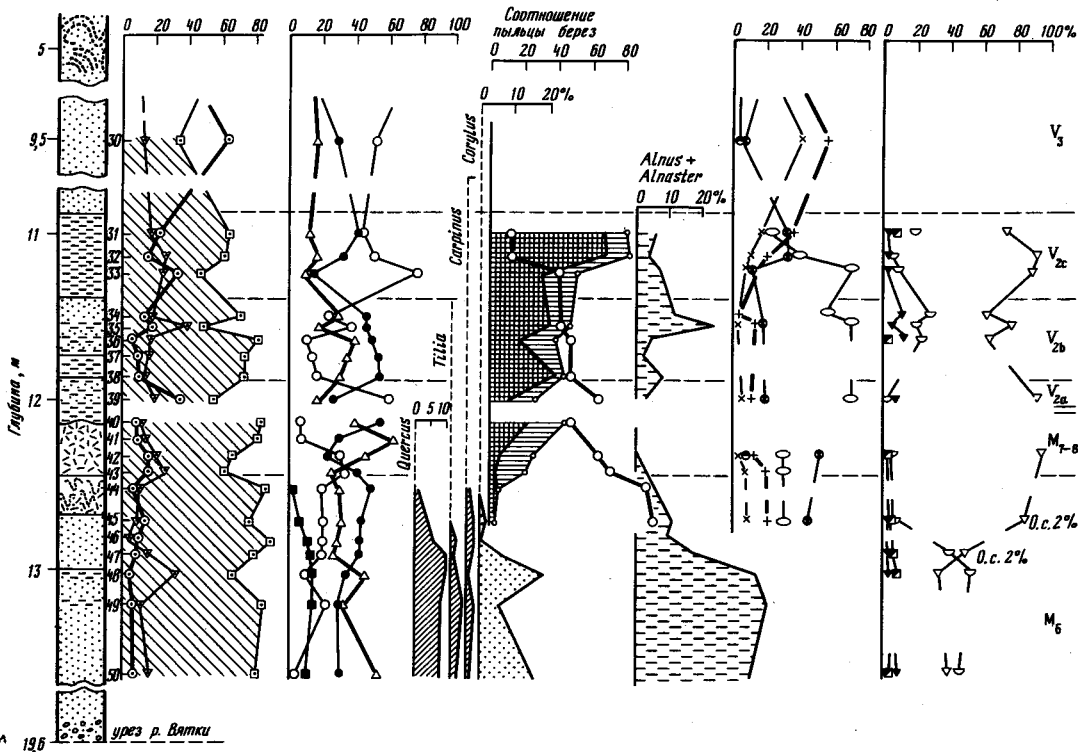 Соотношение
пыльцы берез
0 20 40 60 80
0 20 40 60 80 100
0 20 40 60 80
0 10 20%
0 20 40 60 80
0 20 40 60 80 100%
Глубина, м
5
9,5
11
12
13
19,6
30
31
32
33
34
35
36
37
38
39
40
41
42
43
44
45
46
47
48
49
50
0 5 10
Quercus
Tilia
Carpinus
Corylus
Alnus +
Alnaster
0 10 20%
V3
V2c
V2b
V2a
M7-8
M6
О.с. 2%
О.с. 2%
урез р. Вятки